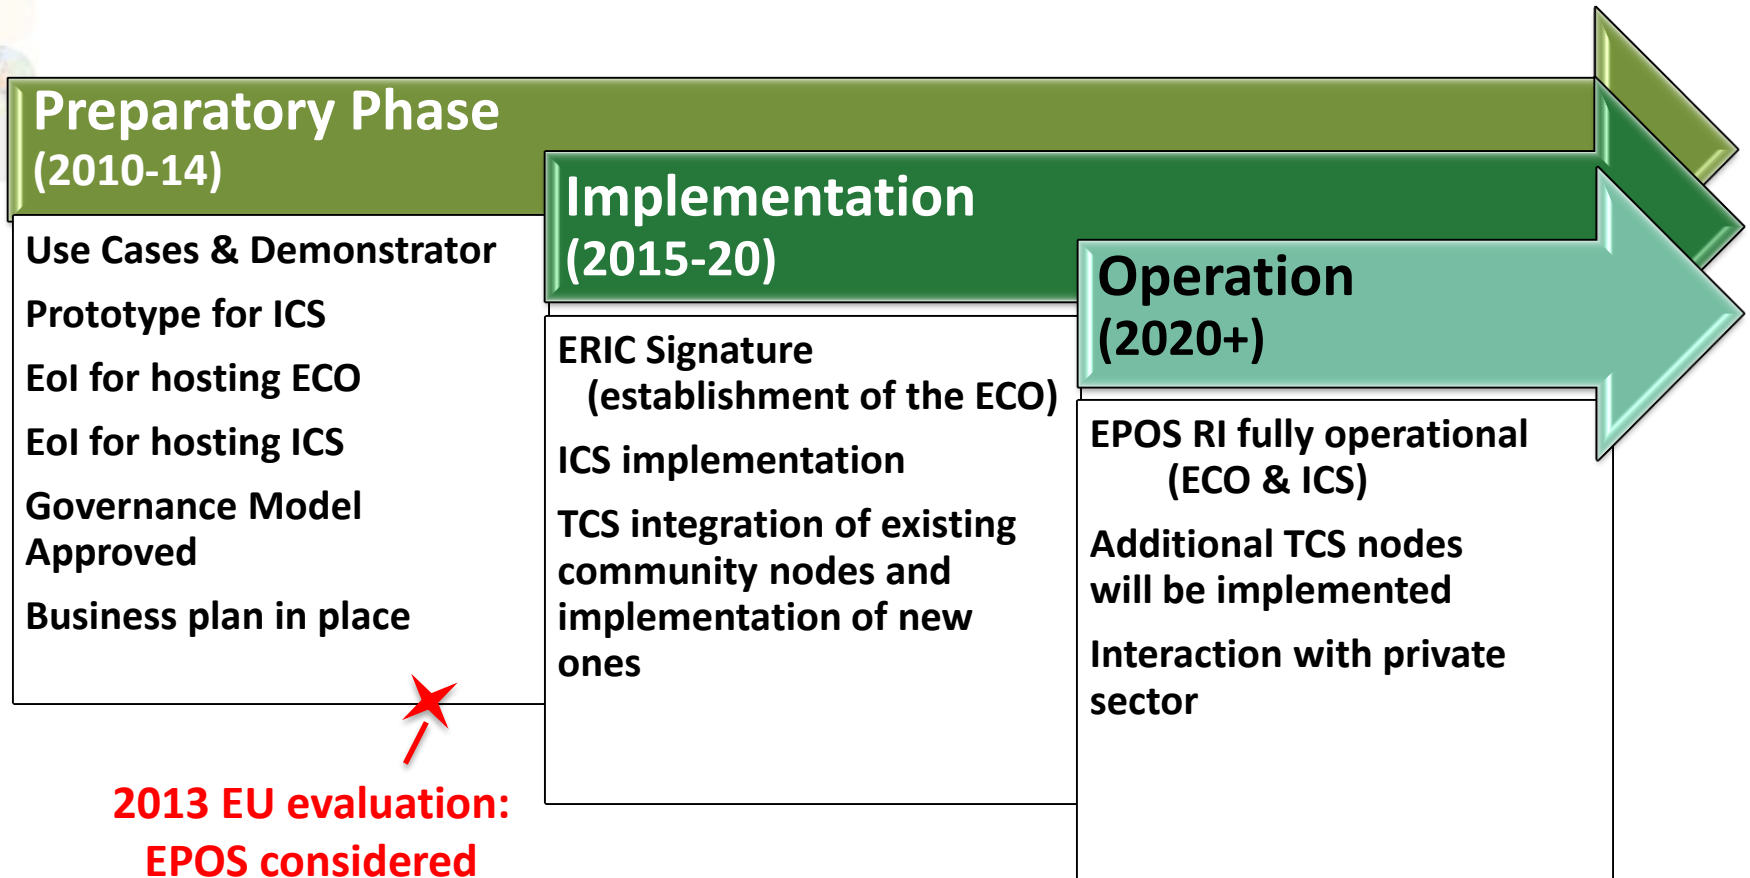 Preparatory Phase
(2010-14)
Use Cases & Demonstrator
Prototype for ICS
EoI for hosting ECO
EoI for hosting ICS
Governance Model
Approved
Business plan in place
2013 EU evaluation:
EPOS considered
Implementation
(2015-20)
ERIC Signature
(establishment of the ECO)
ICS implementation
TCS integration of existing
community nodes and
implementation of new
ones
Operation
(2020+)
EPOS RI fully operational
(ECO & ICS)
Additional TCS nodes
will be implemented
Interaction with private
sector